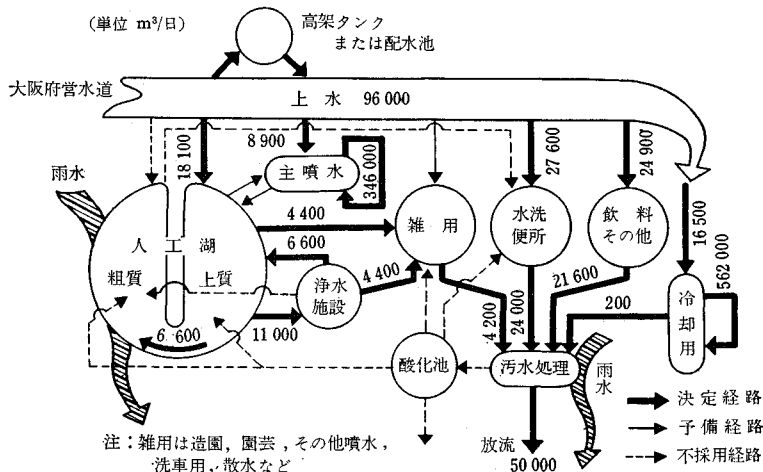 (単位 m³/日)
高架タンク
または配水池
大阪府営水道
上水 96 000
雨水
18 100
8 900
主噴水
346 000
27 600
24 900
16 500
562 000
人工湖
粗質 上質
4 400
6 600
雑用
水洗
便所
飲料
その他
浄水
施設
4 400
11 000
6 600
4 200
24 000
21 600
200
冷却用
酸化池
汚水処理
雨水
放流
50 000
決定経路
予備経路
不採用経路
注:雑用は造園,園芸,その他噴水,
洗車用,散水など